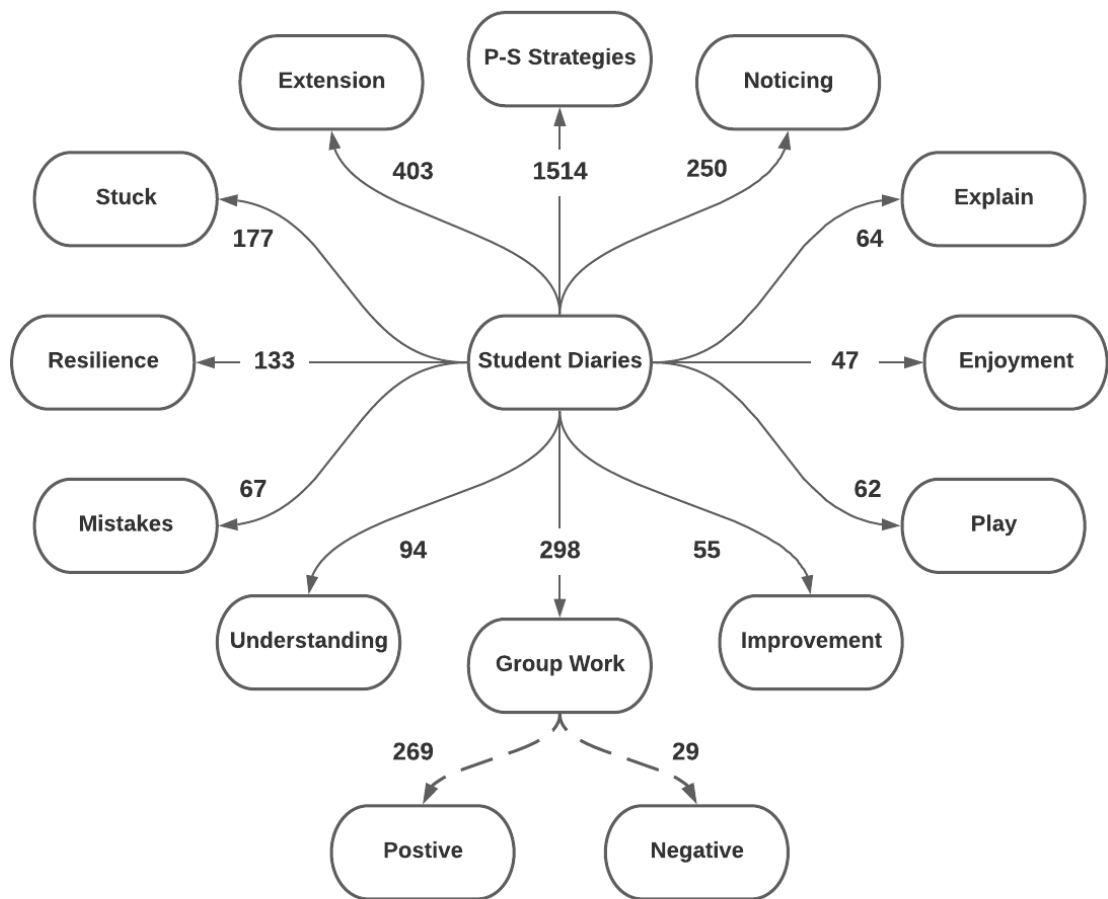 P-S Strategies
Extension
Noticing
403
1514
250
Stuck
Explain
177
64
Resilience
133
Student Diaries
47
Enjoyment
Mistakes
67
62
Play
94
298
55
Understanding
Group Work
Improvement
269
29
Postive
Negative